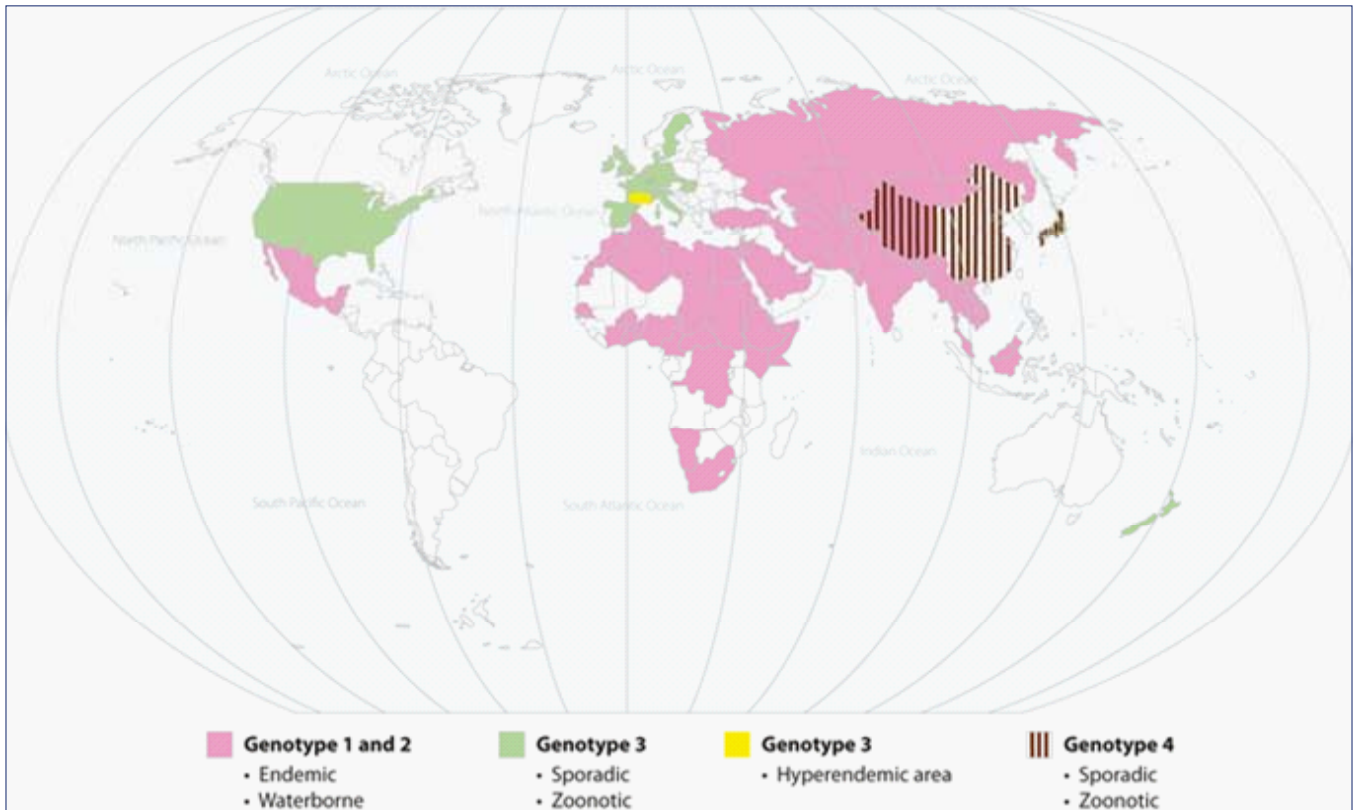 Arctic Ocean
Arctic Ocean
Arctic Ocean
North Atlantic Ocean
North Pacific Ocean
Indian Ocean
South Pacific Ocean
South Atlantic Ocean
Genotype 1 and 2
• Endemic
• Waterborne
Genotype 3
• Sporadic
• Zoonotic
Genotype 3
• Hyperendemic area
Genotype 4
• Sporadic
• Zoonotic